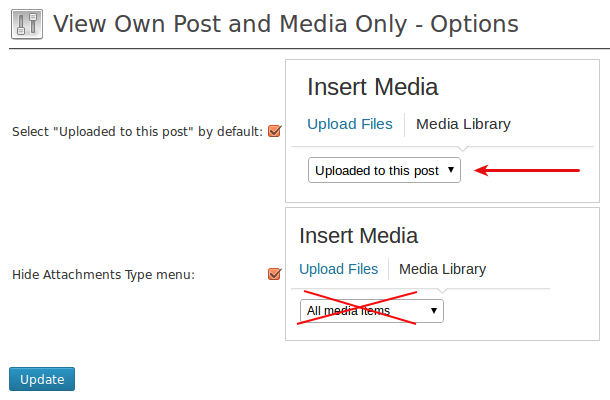 View Own Post and Media Only - Options
Select "Uploaded to this post" by default:
Insert Media
Upload Files Media Library
Uploaded to this post
Hide Attachments Type menu:
Insert Media
Upload Files Media Library
All media items
Update